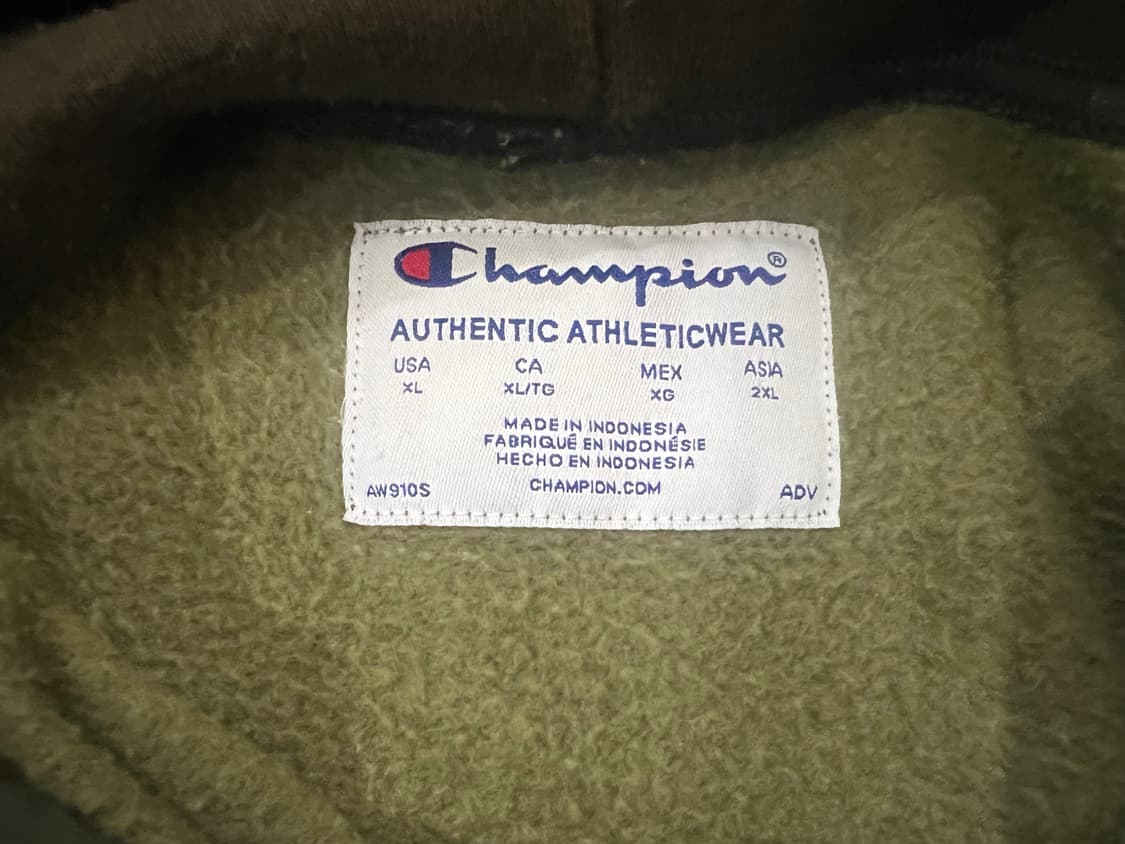 Champion®
AUTHENTIC ATHLETICWEAR
USA CA MEX ASIA
XL XL/TG XG 2XL
MADE IN INDONESIA
FABRIQUÉ EN INDONÉSIE
HECHO EN INDONESIA
AW910S CHAMPION.COM ADV